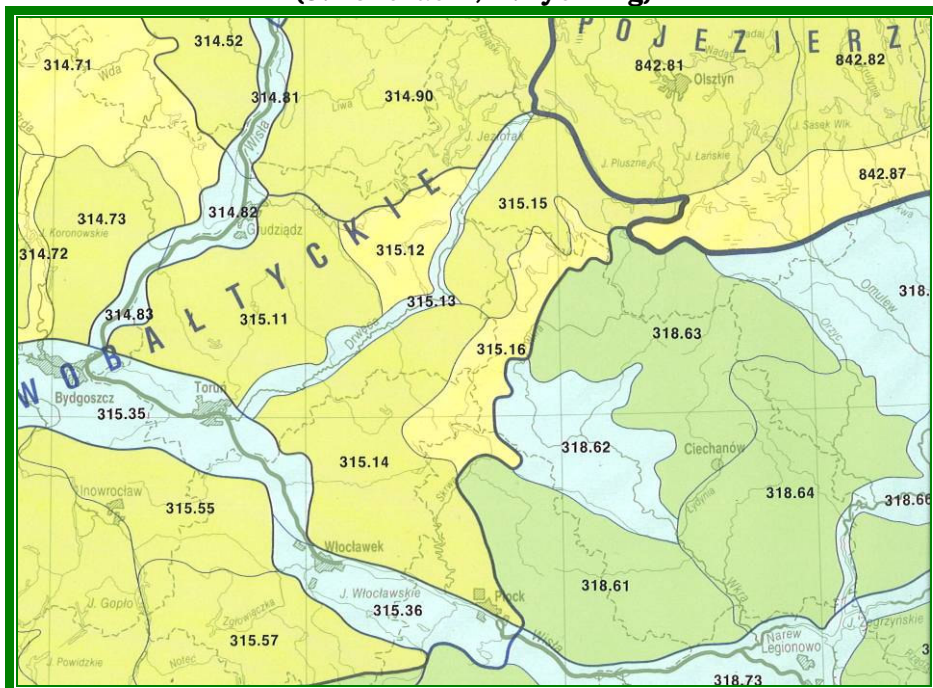 P O J E Z I E R Z
314.52
314.71
Wda
842.81
842.82
Olsztyn
314.81
Liwa
314.90
Wisła
J. Jeziorak
J. Sasek Wlk.
J. Pluszne
J. Łańskie
842.87
314.73
J. Koronowskie
314.82
Grudziądz
315.15
314.72
315.12
Omulew
318.
W O B A Ł T Y C K I E
315.13
314.83
315.11
Drwęca
Orzyc
318.63
315.16
Toruń
Bydgoszcz
315.35
318.62
Ciechanów
315.14
Skrwa
318.64
Inowrocław
315.55
Łydynia
318.66
Włocławek
318.61
J. Gopło
J. Włocławskie
Płock
Wkra
315.36
Zgłowiączka
J. Zegrzyńskie
315.57
Wisła
Narew
Legionowo
J. Powidzkie
Noteć
318.73